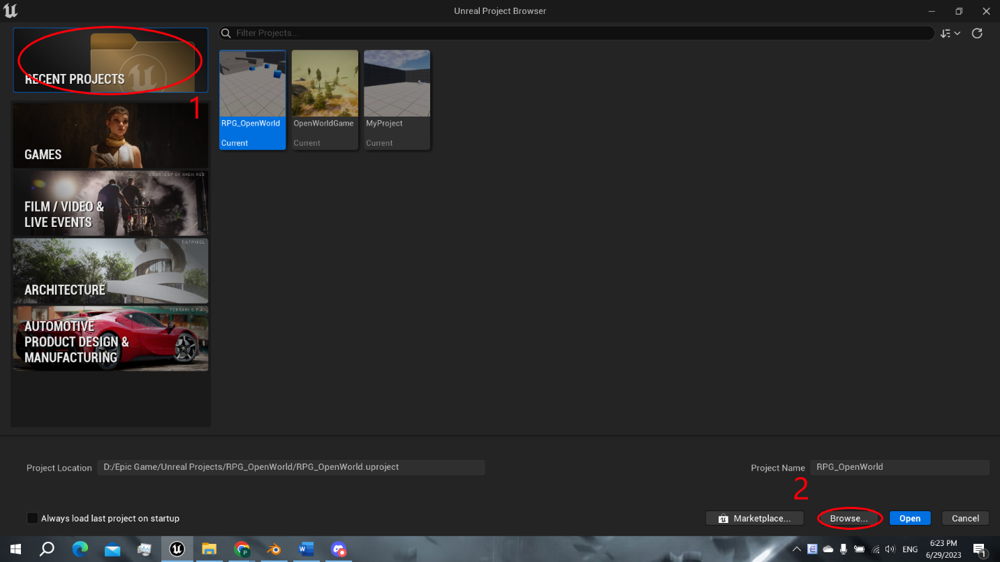 Unreal Project Browser
RECENT PROJECTS
1
GAMES
COURTESY OF HIGH RES
FILM / VIDEO &
LIVE EVENTS
TILTPIXEL
ARCHITECTURE
FERRARI S.P.A.
AUTOMOTIVE
PRODUCT DESIGN &
MANUFACTURING
Filter Projects...
RPG_OpenWorld
Current
OpenWorldGame
Current
MyProject
Current
Project Location
D:/Epic Game/Unreal Projects/RPG_OpenWorld/RPG_OpenWorld.uproject
Project Name
RPG_OpenWorld
2
Always load last project on startup
Marketplace...
Browse...
Open
Cancel
ENG
6:23 PM
6/29/2023
1